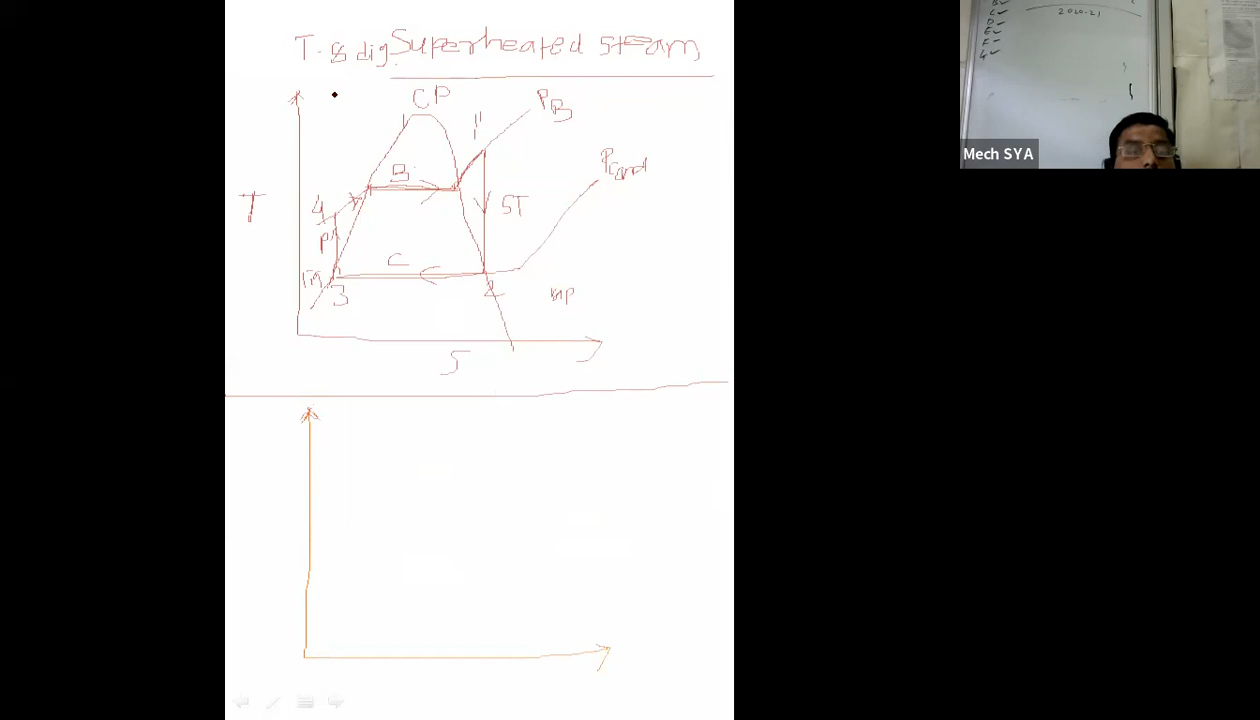 T-s dig. Superheated Steam
CP
1'
PB
B
Pcond
T
4
ST
P
C
3
2
S
Mech SYA
2020-21
C ✓
D
E ✓
F -
G ✓